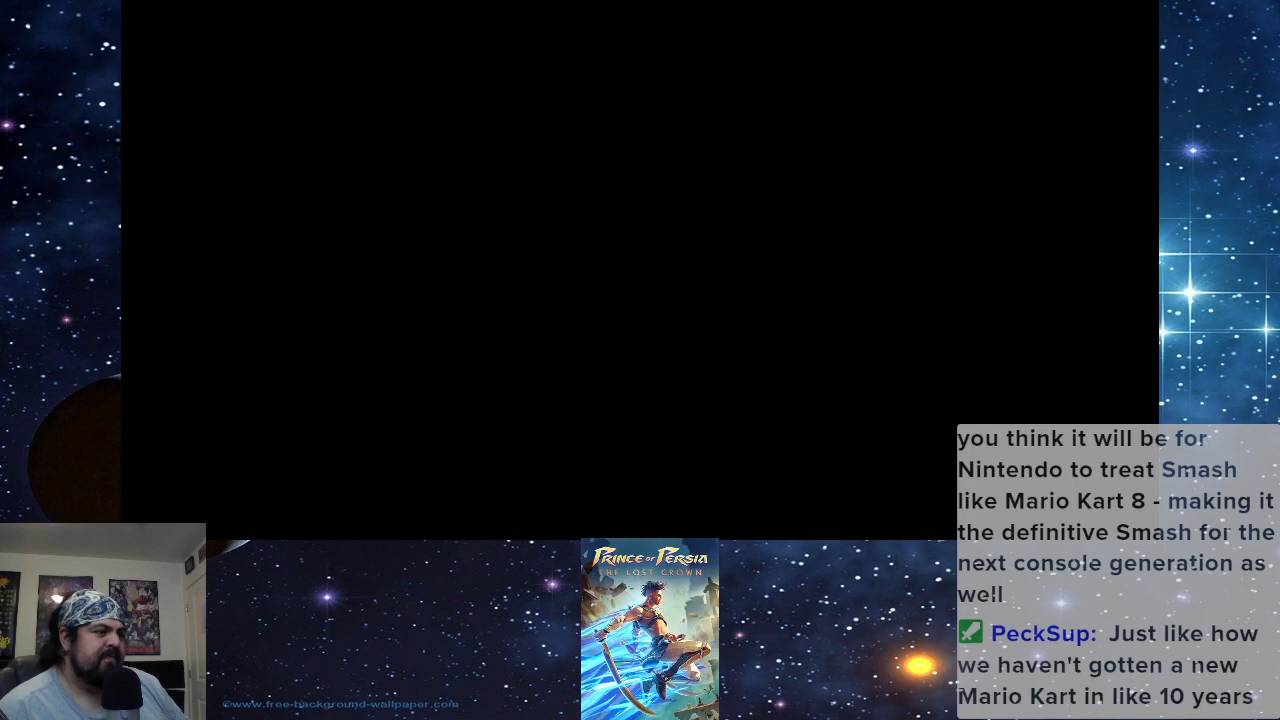 you think it will be for
Nintendo to treat Smash
like Mario Kart 8 - making it
the definitive Smash for the
next console generation as
well
PeckSup: Just like how
we haven't gotten a new
Mario Kart in like 10 years
PRINCE OF PERSIA
THE LOST CROWN
©www.free-background-wallpaper.com